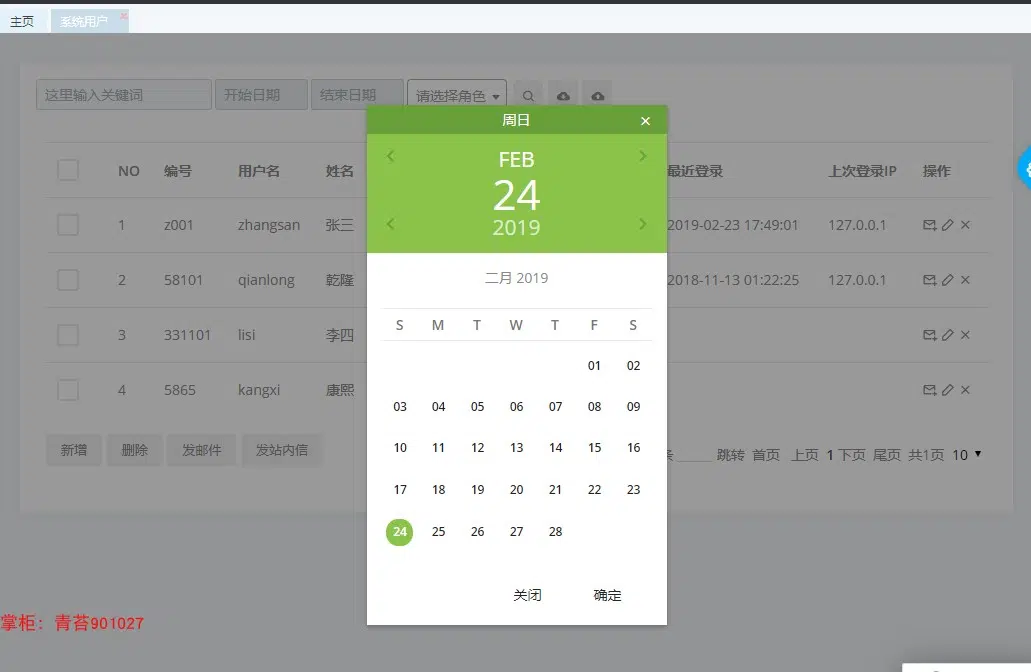 主页 系统用户
这里输入关键词 开始日期 结束日期 请选择角色
周日
FEB
24
2019
二月 2019
S M T W T F S
01 02
03 04 05 06 07 08 09
10 11 12 13 14 15 16
17 18 19 20 21 22 23
24 25 26 27 28
关闭 确定
NO 编号 用户名 姓名 最近登录 上次登录IP 操作
1 z001 zhangsan 张三 2019-02-23 17:49:01 127.0.0.1
2 58101 qianlong 乾隆 2018-11-13 01:22:25 127.0.0.1
3 331101 lisi 李四
4 5865 kangxi 康熙
新增 删除 发邮件 发站内信
跳转 首页 上页 1 下页 尾页 共1页 10
掌柜：青苔901027